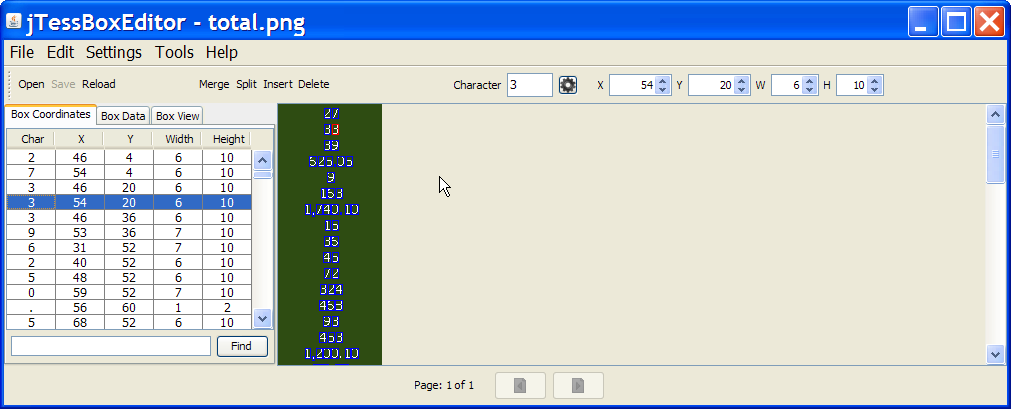 jTessBoxEditor - total.png
File Edit Settings Tools Help
Open Save Reload Merge Split Insert Delete Character 3 X 54 Y 20 W 6 H 10
Box Coordinates Box Data Box View
Char X Y Width Height
2 46 4 6 10
7 54 4 6 10
3 46 20 6 10
3 54 20 6 10
3 46 36 6 10
9 53 36 7 10
6 31 52 7 10
2 40 52 6 10
5 48 52 6 10
0 59 52 7 10
. 56 60 1 2
5 68 52 6 10
Find
27
33
39
9
153
1,740.10
15
35
45
72
324
453
93
453
1,200.10
Page: 1 of 1